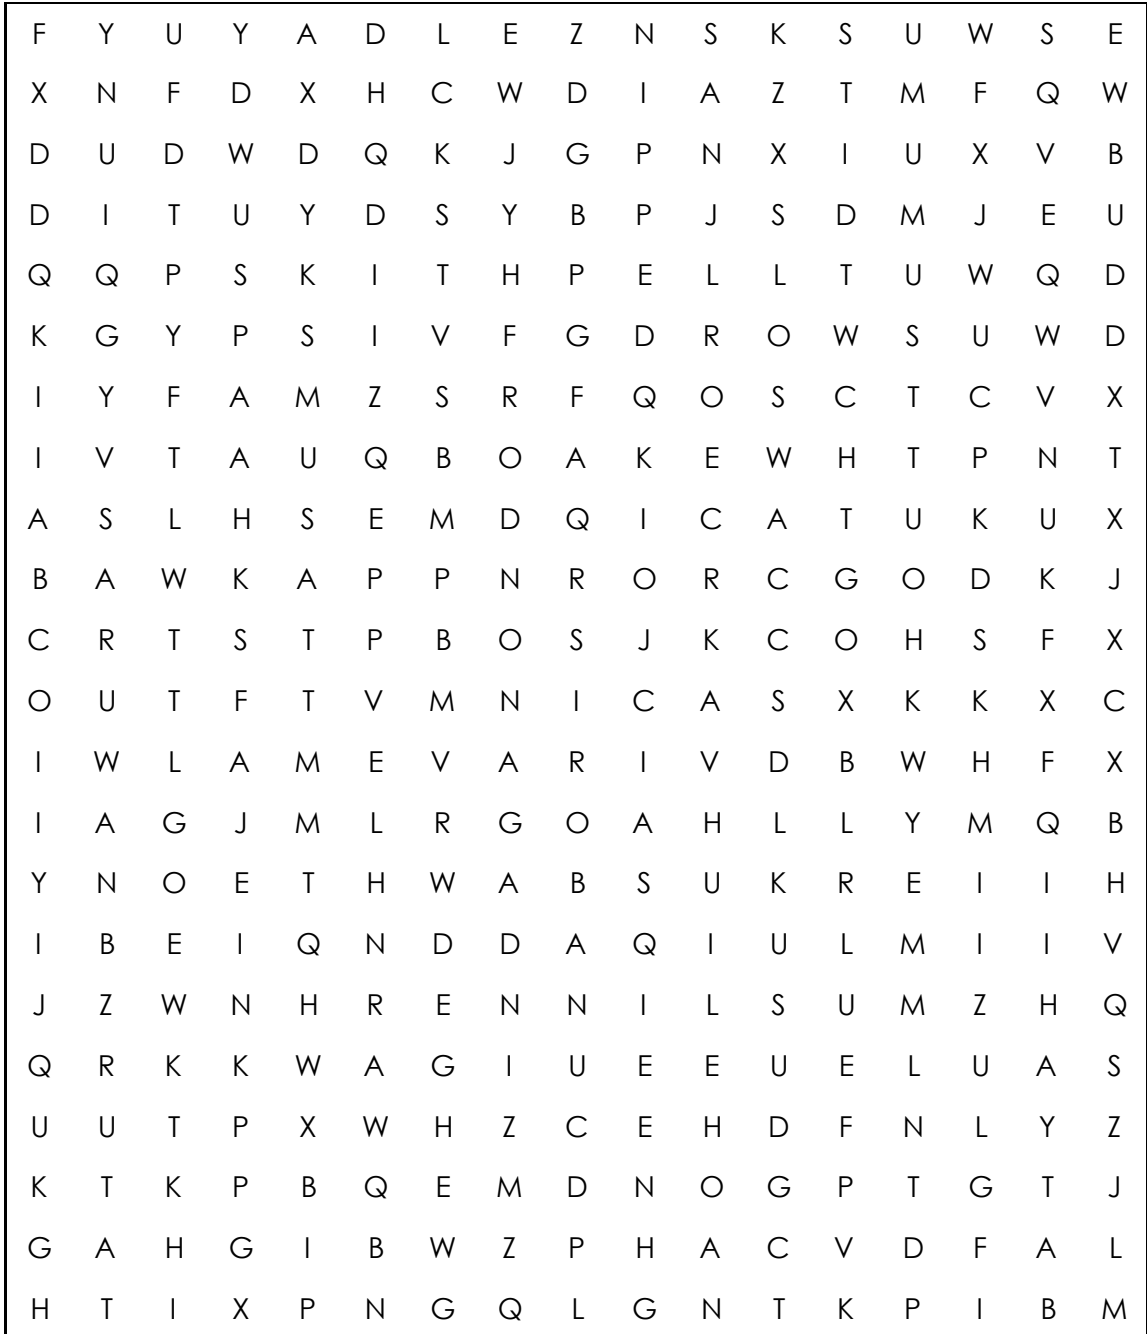 F Y U Y A D L E Z N S K S U W S E
X N F D X H C W D I A Z T M F Q W
D U D W D Q K J G P N X I U X V B
D I T U Y D S Y B P J S D M J E U
Q Q P S K I T H P E L L T U W Q D
K G Y P S I V F G D R O W S U W D
I Y F A M Z S R F Q O S C T C V X
I V T A U Q B O A K E W H T P N T
A S L H S E M D Q I C A T U K U X
B A W K A P P N R O R C G O D K J
C R T S T P B O S J K C O H S F X
O U T F T V M N I C A S X K K X C
I W L A M E V A R I V D B W H F X
I A G J M L R G O A H L L Y M Q B
Y N O E T H W A B S U K R E I I H
I B E I Q N D D A Q I U L M I I V
J Z W N H R E N N I L S U M Z H Q
Q R K K W A G I U E E U E L U A S
U U T P X W H Z C E H D F N L Y Z
K T K P B Q E M D N O G P T G T J
G A H G I B W Z P H A C V D F A L
H T I X P N G Q L G N T K P I B M